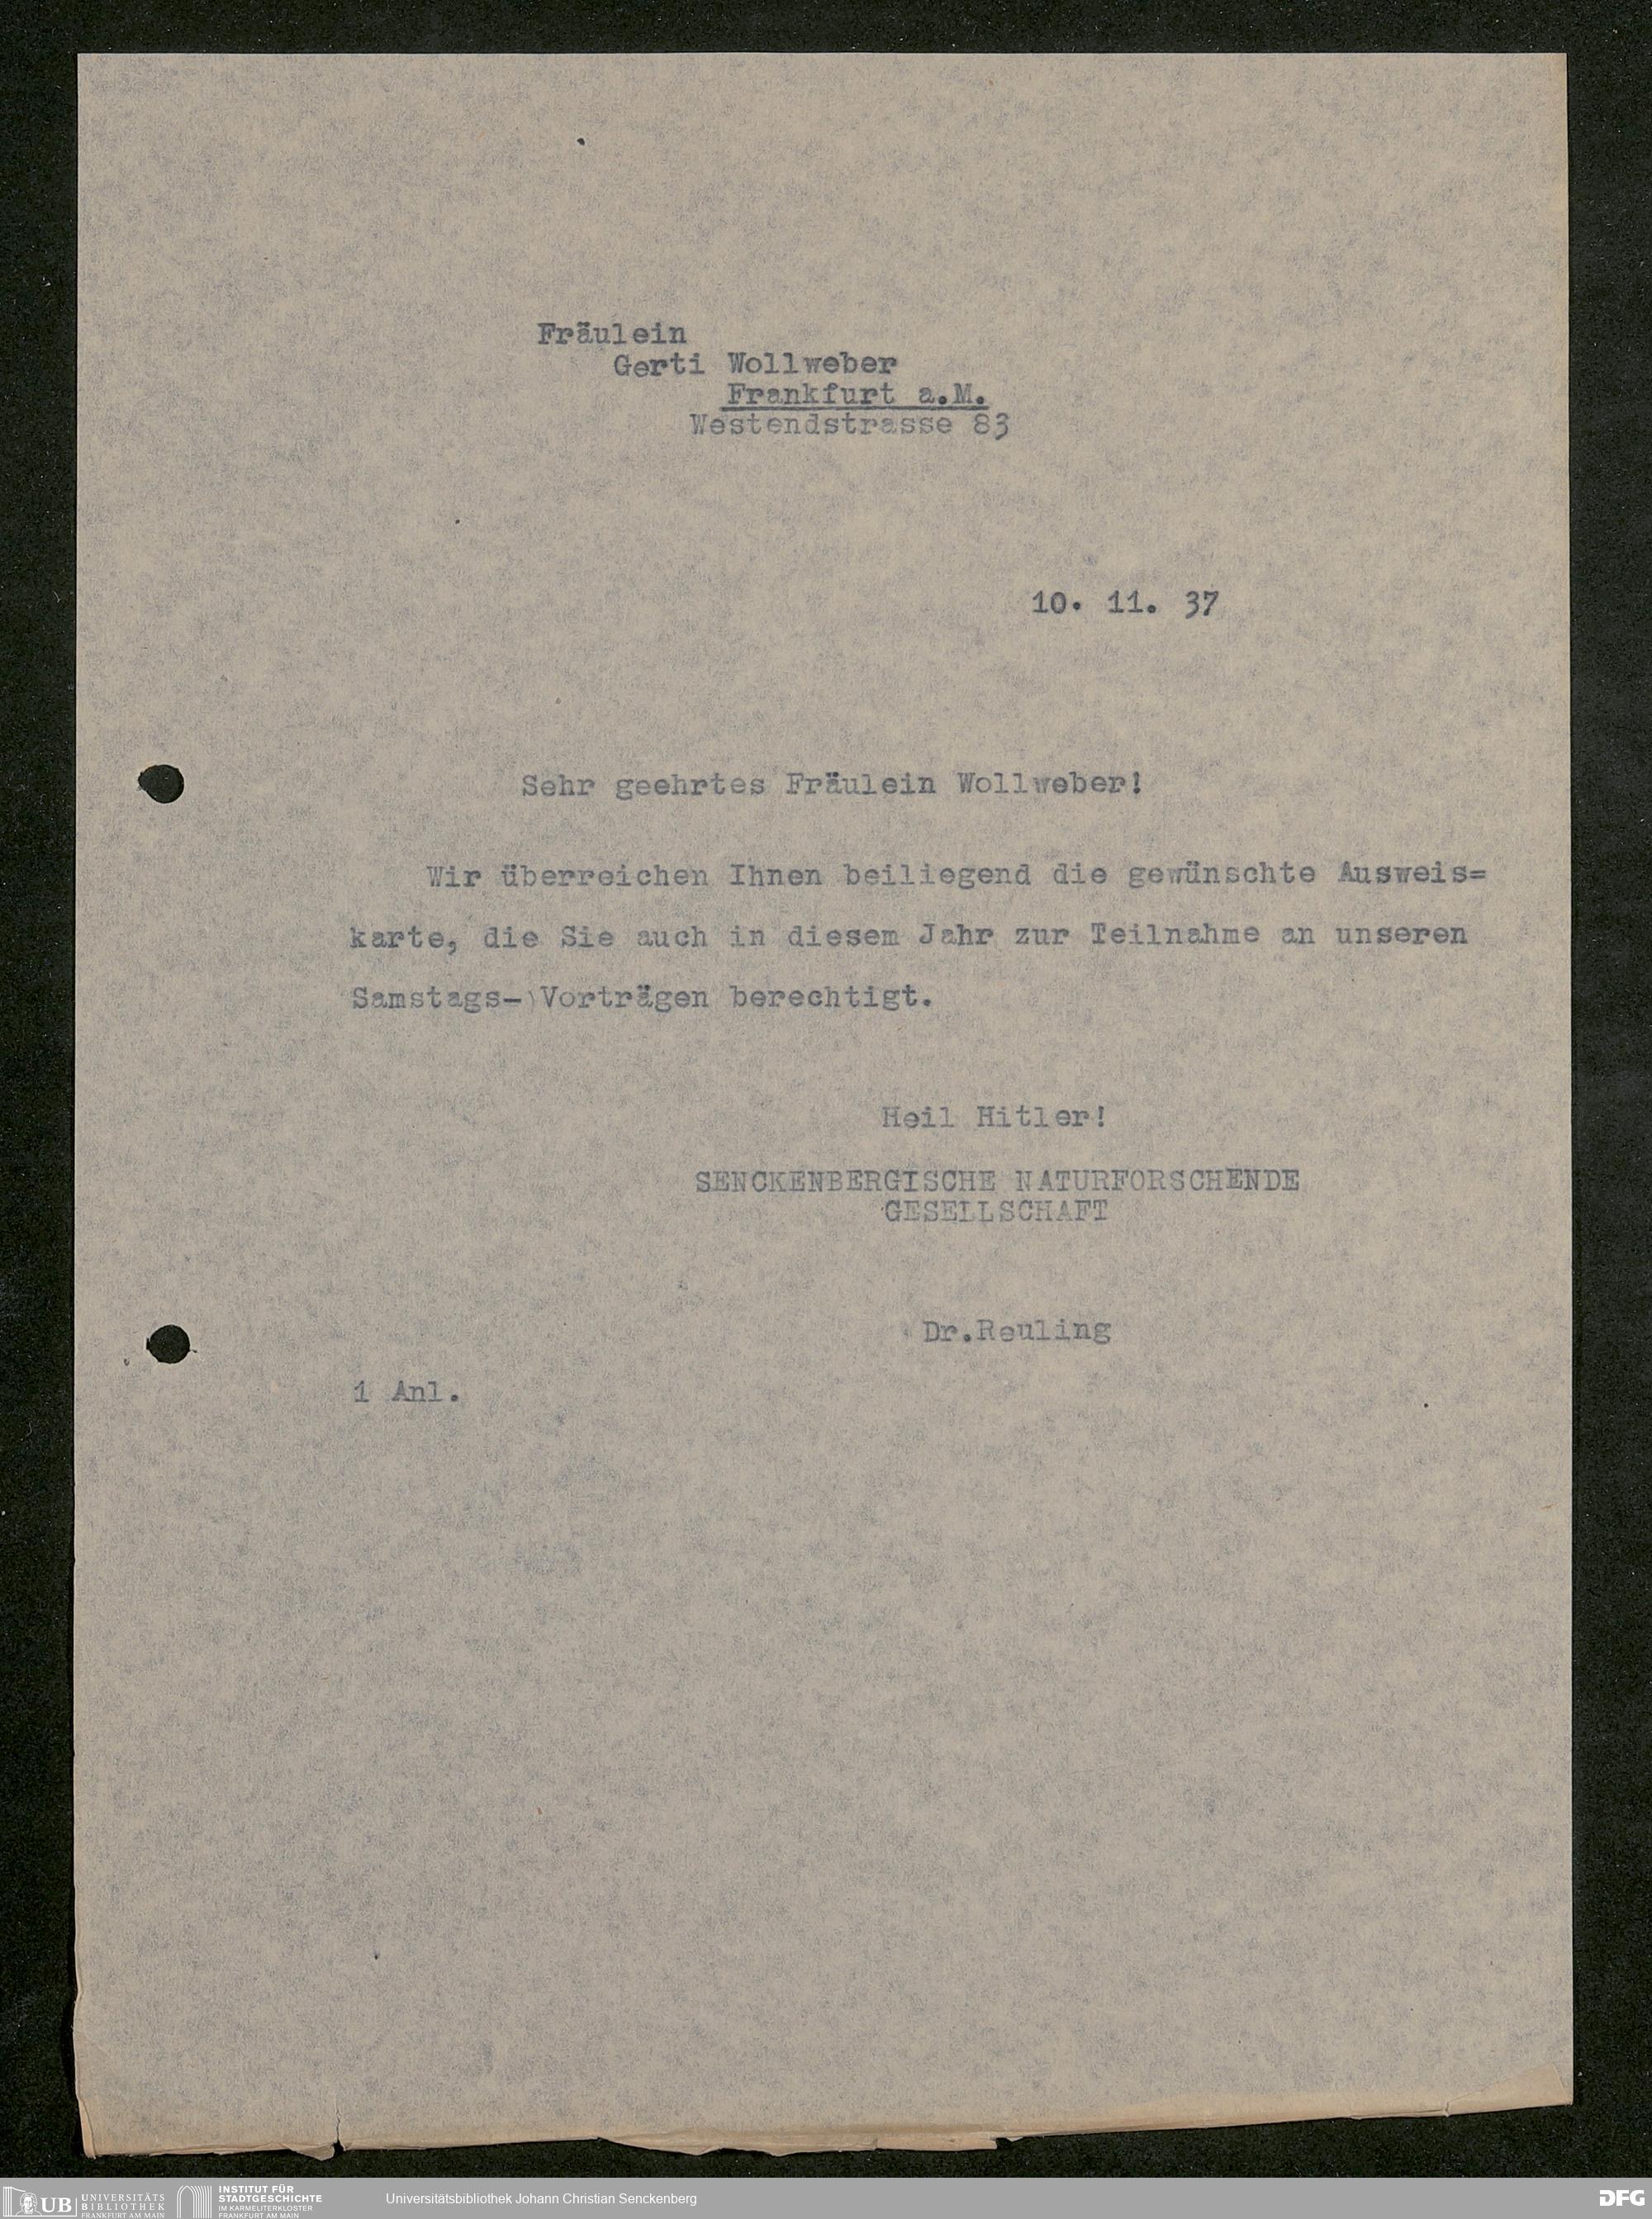 Fräulein
Gerti Wollweber
Frankfurt a.M.
Westendstrasse 83
10. 11. 37
Sehr geehrtes Fräulein Wollweber!
Wir überreichen Ihnen beiliegend die gewünschte Ausweis=
karte, die Sie auch in diesem Jahr zur Teilnahme an unseren
Samstags-Vorträgen berechtigt.
Heil Hitler!
SENCKENBERGISCHE NATURFORSCHENDE
GESELLSCHAFT
Dr.Reuling
1 Anl.
UB
UNIVERSITÄTS
BIBLIOTHEK
FRANKFURT AM MAIN
INSTITUT FÜR
STADTGESCHICHTE
IM KARMELITERKLOSTER
FRANKFURT AM MAIN
Universitätsbibliothek Johann Christian Senckenberg
DFG